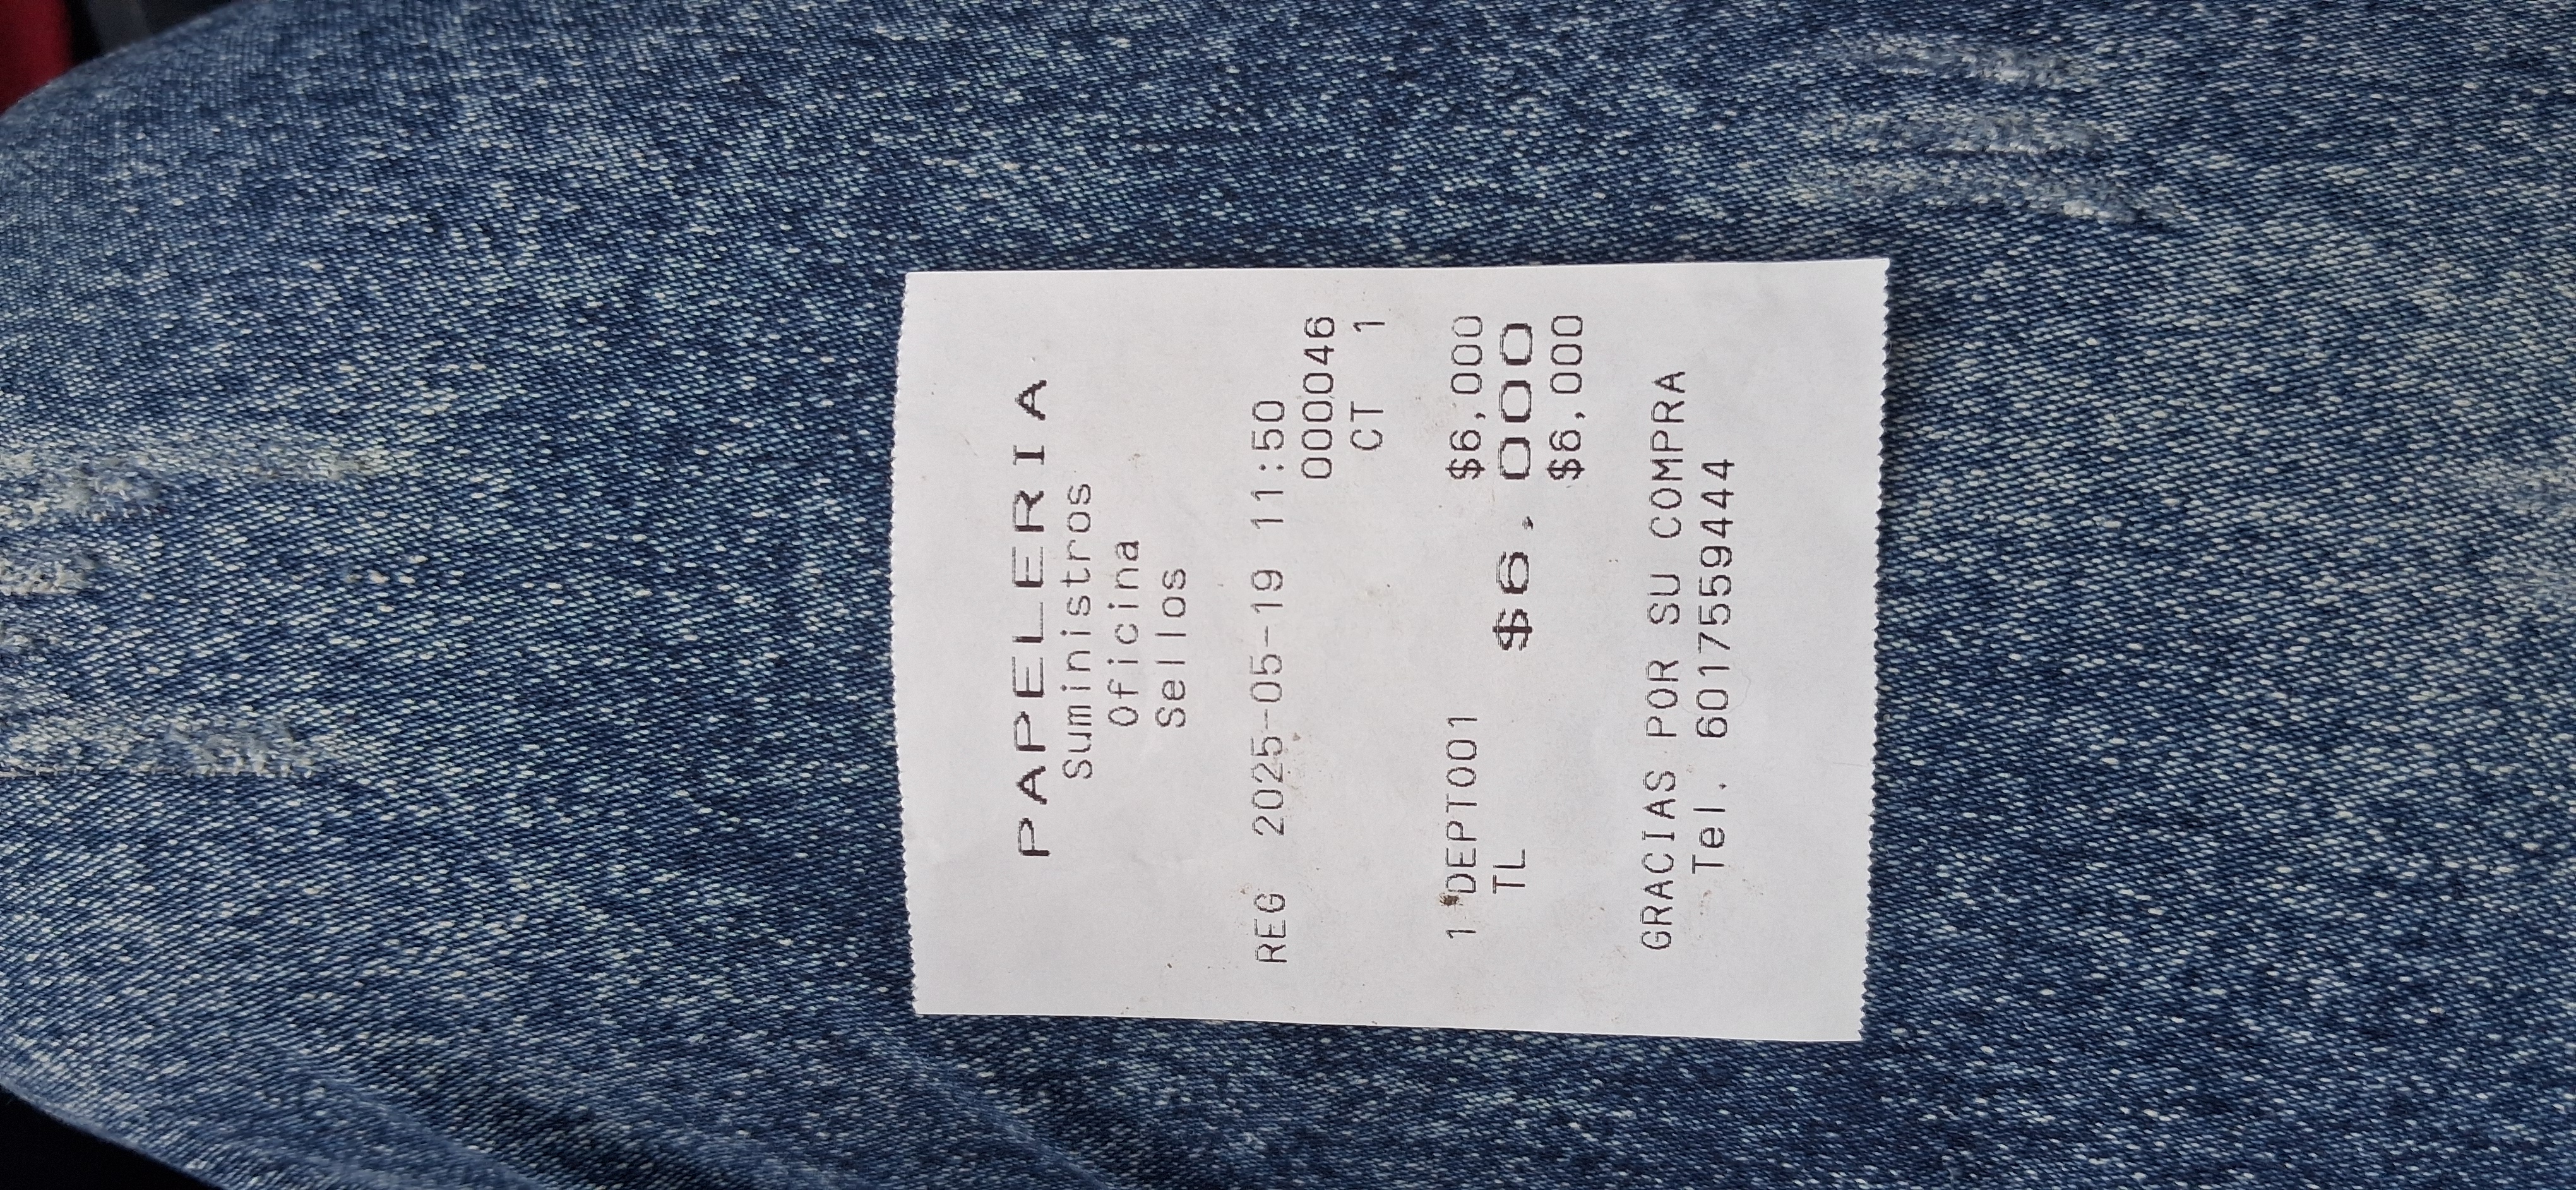 PAPELERIA
Suministros
Oficina
Sellos
REG 2025-05-19 11:50
000046
CT 1
1 DEPT001 $6,000
TL $6,000
$6,000
GRACIAS POR SU COMPRA
Tel. 6017559444